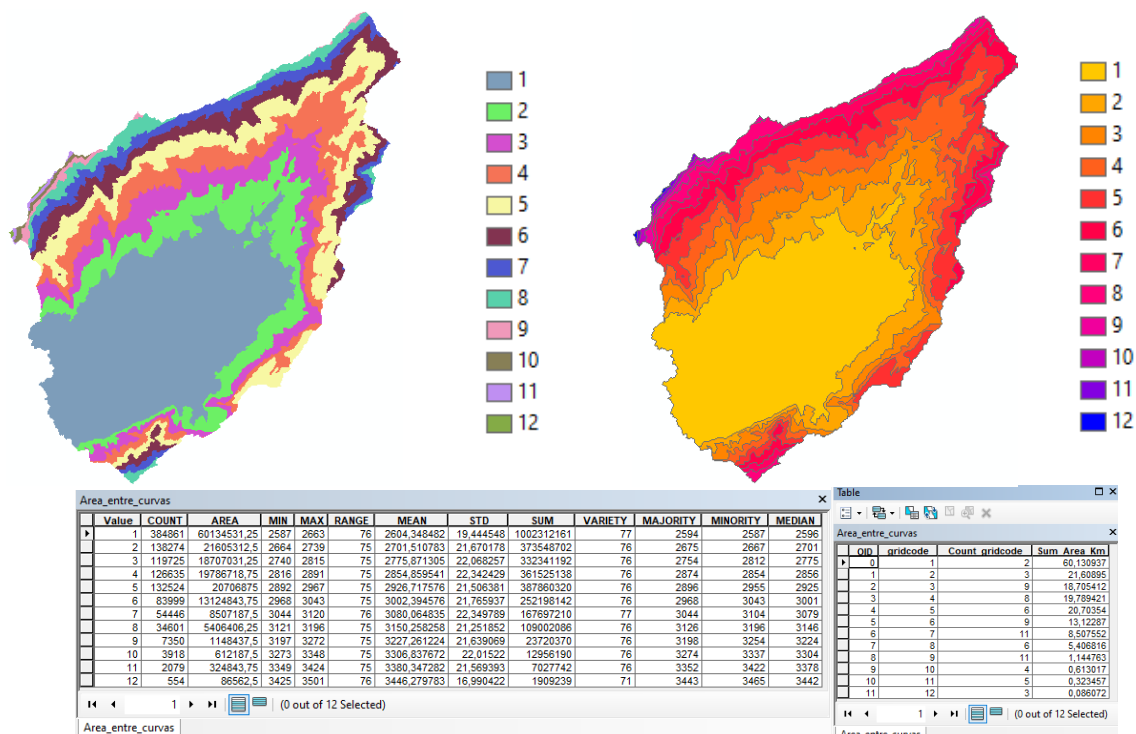 1
2
3
4
5
6
7
8
9
10
11
12
1
2
3
4
5
6
7
8
9
10
11
12
Area_entre_curvas
Value COUNT AREA MIN MAX RANGE MEAN STD SUM VARIETY MAJORITY MINORITY MEDIAN
1 384861 60134531,25 2587 2663 76 2604,348482 19,444548 1002312161 77 2594 2587 2596
2 138274 21605312,5 2664 2739 75 2701,510783 21,670178 373548702 76 2675 2667 2701
3 119725 18707031,25 2740 2815 75 2775,871305 22,068257 332341192 76 2754 2812 2775
4 126635 19786718,75 2816 2891 75 2854,859541 22,342429 361525138 76 2874 2854 2856
5 132524 20706875 2892 2967 75 2926,717576 21,506381 387860320 76 2896 2955 2925
6 83999 13124843,75 2968 3043 75 3002,394576 21,765937 252198142 76 2968 3043 3001
7 54446 8507187,5 3044 3120 76 3080,064835 22,349789 167697210 77 3044 3104 3079
8 34601 5406406,25 3121 3196 75 3150,258258 21,251852 109002086 76 3126 3196 3146
9 7350 1148437,5 3197 3272 75 3227,261224 21,639069 23720370 76 3198 3254 3224
10 3918 612187,5 3273 3348 75 3306,837672 22,01522 12956190 76 3274 3337 3304
11 2079 324843,75 3349 3424 75 3380,347282 21,569393 7027742 76 3352 3422 3378
12 554 86562,5 3425 3501 76 3446,279783 16,990422 1909239 71 3443 3465 3442
1 (0 out of 12 Selected)
Area_entre_curvas
Table
Area_entre_curvas
OID gridcode Count_gridcode Sum_Area_Km
0 1 2 60,130937
1 2 3 21,60895
2 3 9 18,705412
3 4 8 19,789421
4 5 6 20,70354
5 6 9 13,12287
6 7 11 8,507552
7 8 6 5,406816
8 9 11 1,144763
9 10 4 0,613017
10 11 5 0,323457
11 12 3 0,086072
1 (0 out of 12 Selected)
Area_entre_curvas